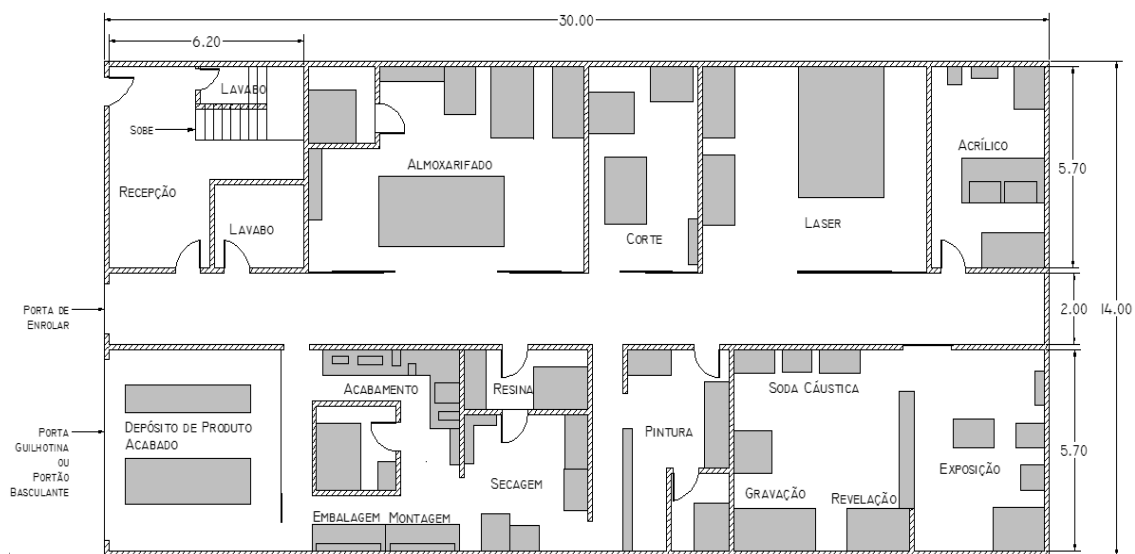 30.00
6.20
Lavabo
Sobe
Almoxarifado
Acrílico
5.70
Recepção
Lavabo
Corte
Laser
Porta de
Enrolar
2.00
14.00
Acabamento
Resina
Soda Cáustica
Depósito de Produto
Acabado
Porta
Guilhotina
ou
Portão
Basculante
Pintura
5.70
Exposição
Secagem
Gravação
Revelação
Embalagem
Montagem